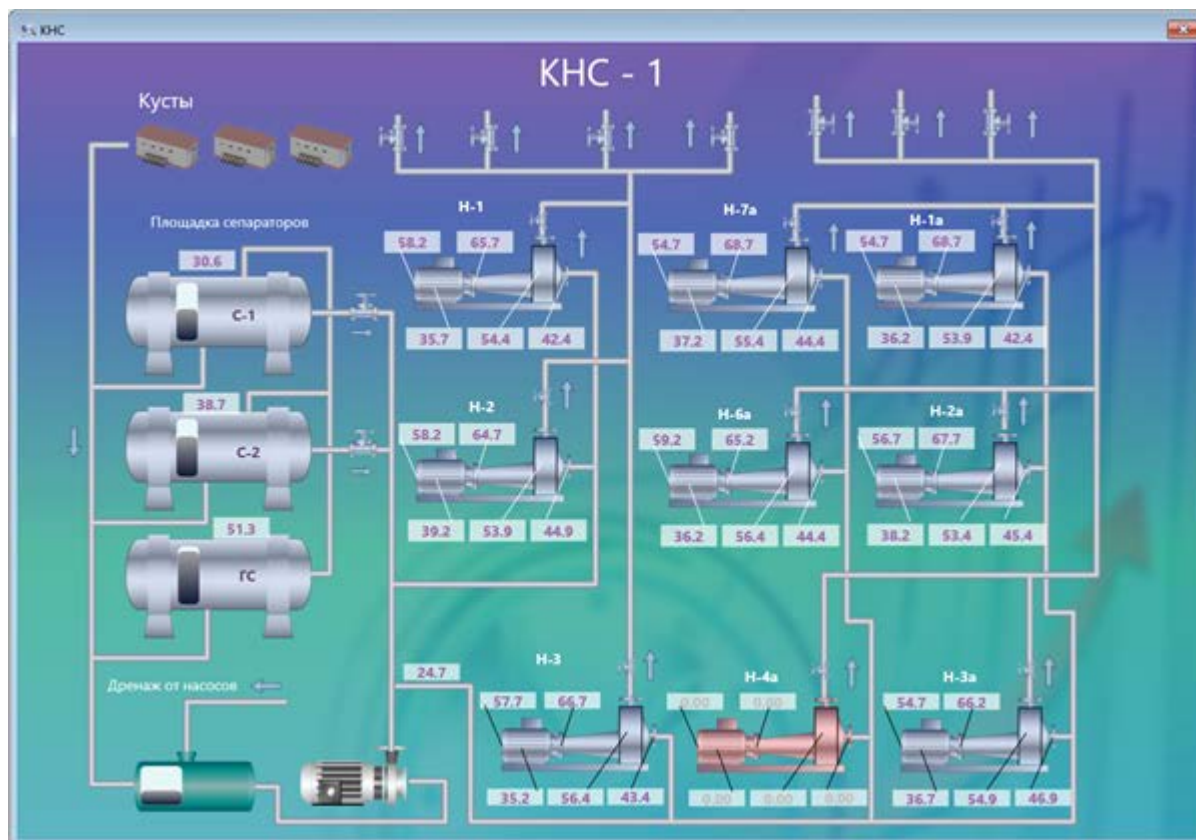 КНС
КНС - 1
Кусты
Площадка сепараторов
30.6
С-1
38.7
С-2
51.3
ГС
Дренаж от насосов
24.7
Н-1
58.2 65.7
35.7 54.4 42.4
Н-7а
54.7 68.7
37.2 55.4 44.4
Н-1а
54.7 68.7
36.2 53.9 42.4
Н-2
58.2 64.7
39.2 53.9 44.9
Н-6а
59.2 65.2
36.2 56.4 44.4
Н-2а
56.7 67.7
38.2 53.4 45.4
Н-3
57.7 66.7
35.2 56.4 43.4
Н-4а
0.00 0.00
0.00 0.00 0.00
Н-3а
54.7 66.2
36.7 54.9 46.9